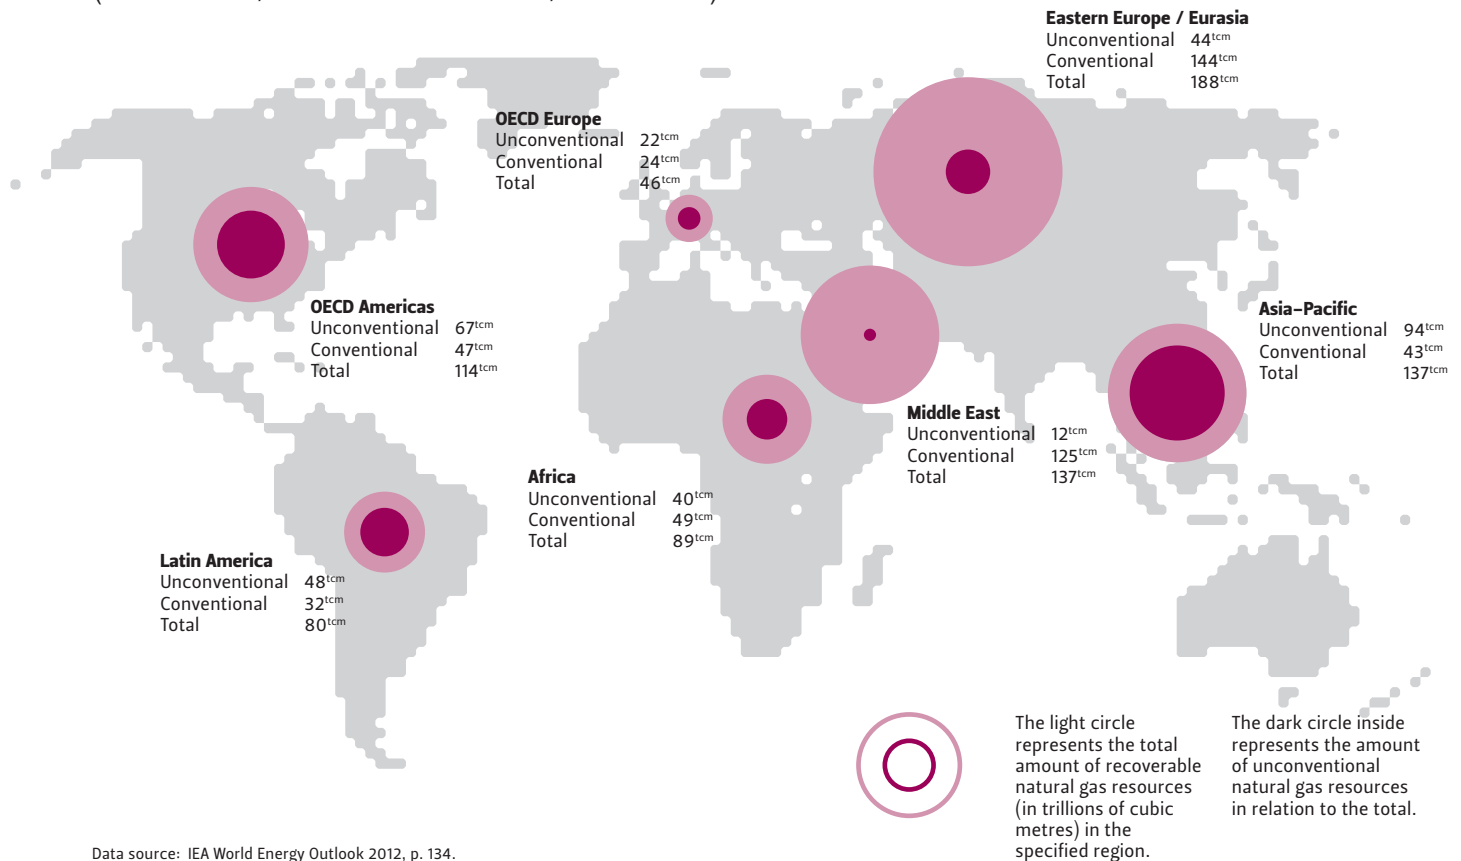 Eastern Europe / Eurasia
Unconventional 44tcm
Conventional 144tcm
Total 188tcm
OECD Europe
Unconventional 22tcm
Conventional 24tcm
Total 46tcm
OECD Americas
Unconventional 67tcm
Conventional 47tcm
Total 114tcm
Asia–Pacific
Unconventional 94tcm
Conventional 43tcm
Total 137tcm
Middle East
Unconventional 12tcm
Conventional 125tcm
Total 137tcm
Africa
Unconventional 40tcm
Conventional 49tcm
Total 89tcm
Latin America
Unconventional 48tcm
Conventional 32tcm
Total 80tcm
The light circle
represents the total
amount of recoverable
natural gas resources
(in trillions of cubic
metres) in the
specified region.
The dark circle inside
represents the amount
of unconventional
natural gas resources
in relation to the total.
Data source: IEA World Energy Outlook 2012, p. 134.